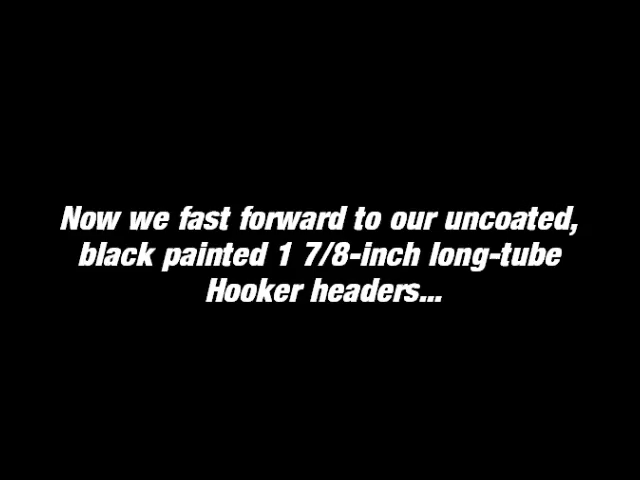 Now we fast forward to our uncoated,
black painted 1 7/8-inch long-tube
Hooker headers...